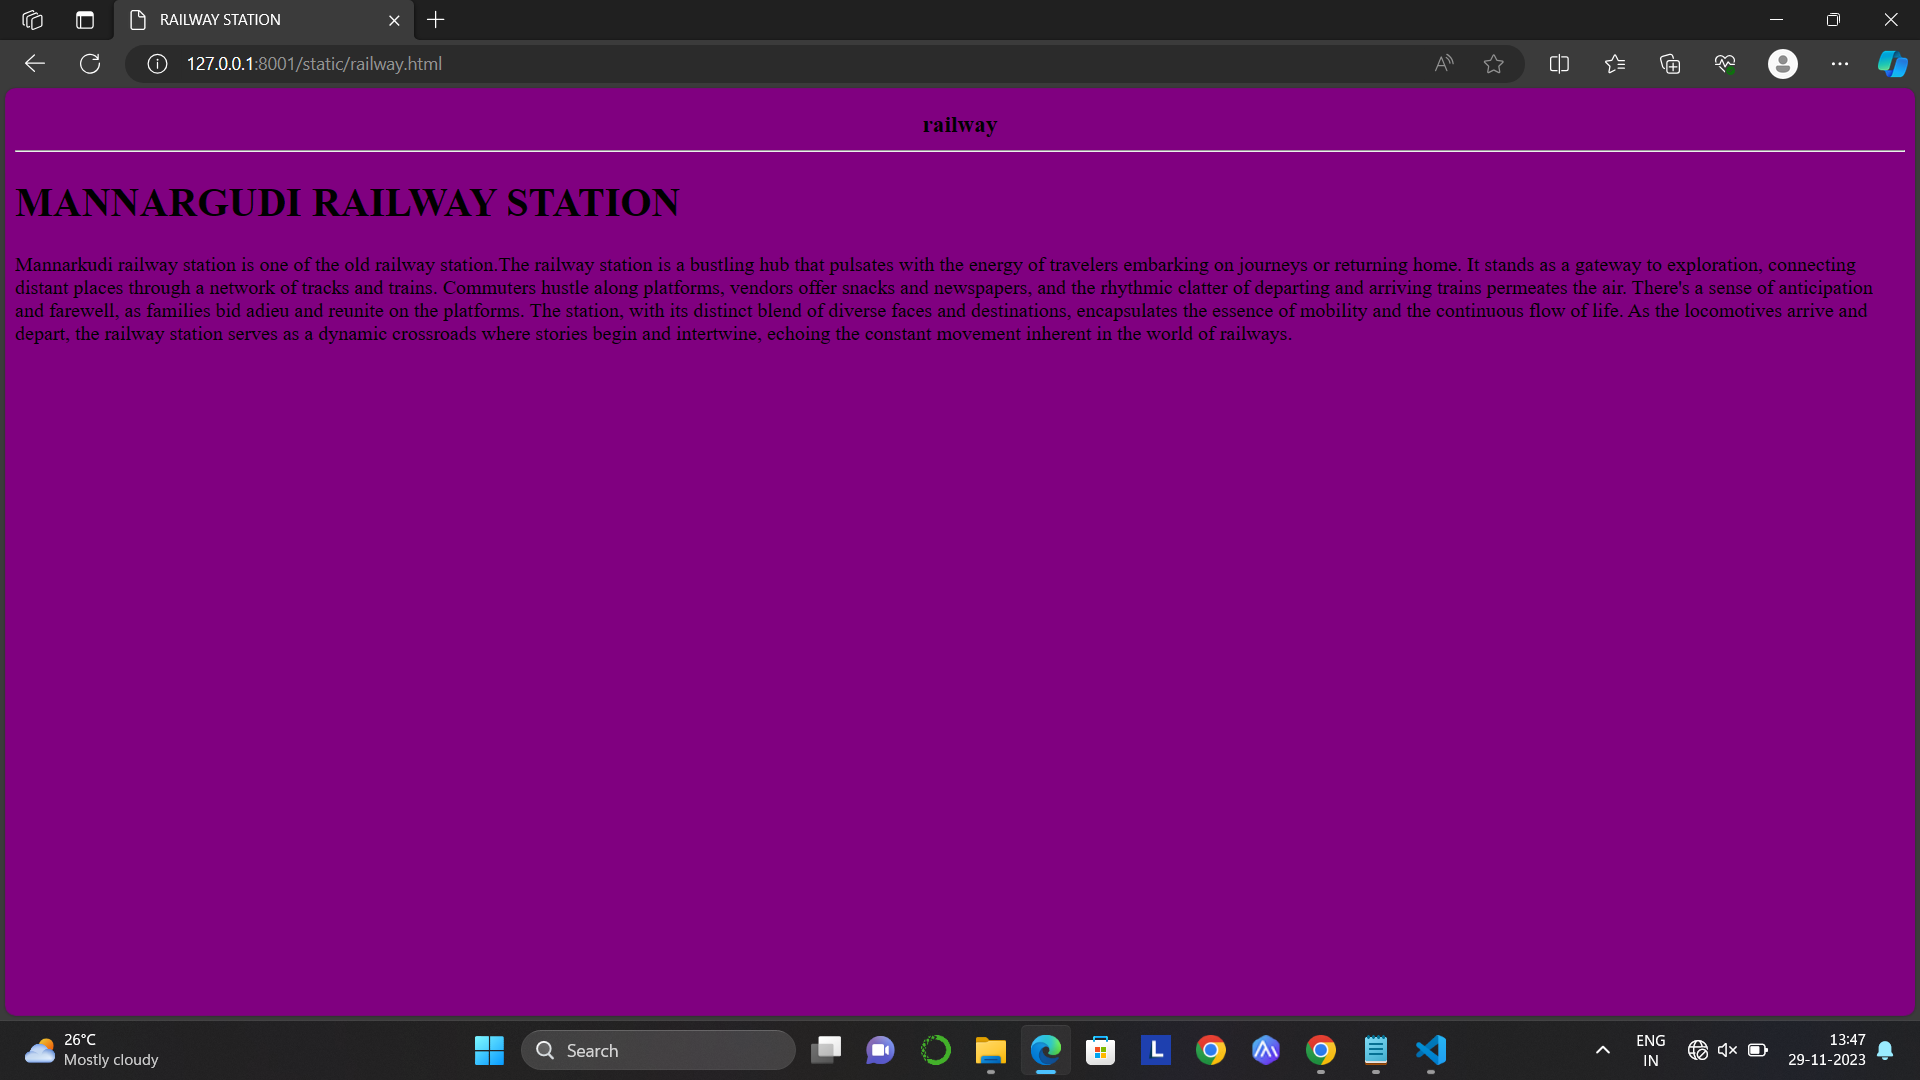 RAILWAY STATION
127.0.0.1:8001/static/railway.html
railway
MANNARGUDI RAILWAY STATION
Mannarkudi railway station is one of the old railway station.The railway station is a bustling hub that pulsates with the energy of travelers embarking on journeys or returning home. It stands as a gateway to exploration, connecting
distant places through a network of tracks and trains. Commuters hustle along platforms, vendors offer snacks and newspapers, and the rhythmic clatter of departing and arriving trains permeates the air. There's a sense of anticipation
and farewell, as families bid adieu and reunite on the platforms. The station, with its distinct blend of diverse faces and destinations, encapsulates the essence of mobility and the continuous flow of life. As the locomotives arrive and
depart, the railway station serves as a dynamic crossroads where stories begin and intertwine, echoing the constant movement inherent in the world of railways.
26°C
Mostly cloudy
Search
L
ENG
IN
13:47
29-11-2023